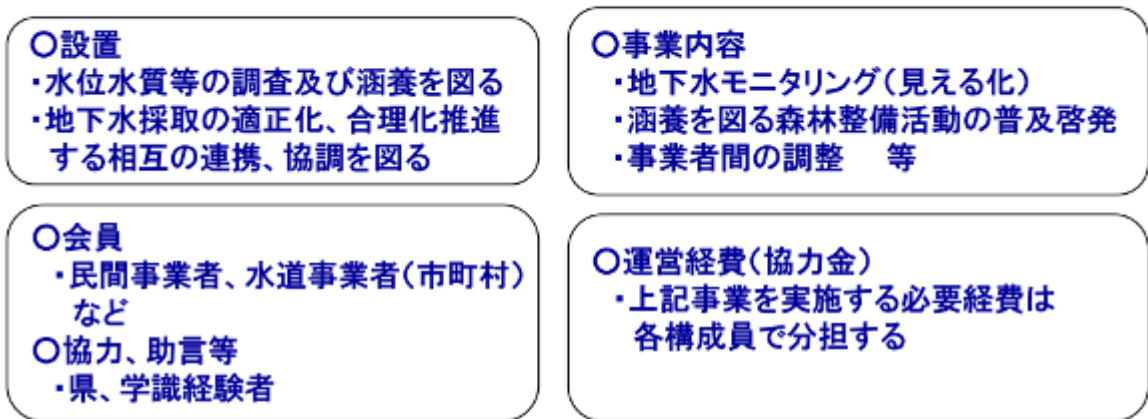 〇設置
・水位水質等の調査及び涵養を図る
・地下水採取の適正化、合理化推進
する相互の連携、協調を図る
〇事業内容
・地下水モニタリング(見える化)
・涵養を図る森林整備活動の普及啓発
・事業者間の調整　等
〇会員
・民間事業者、水道事業者(市町村)
など
〇協力、助言等
・県、学識経験者
〇運営経費(協力金)
・上記事業を実施する必要経費は
各構成員で分担する